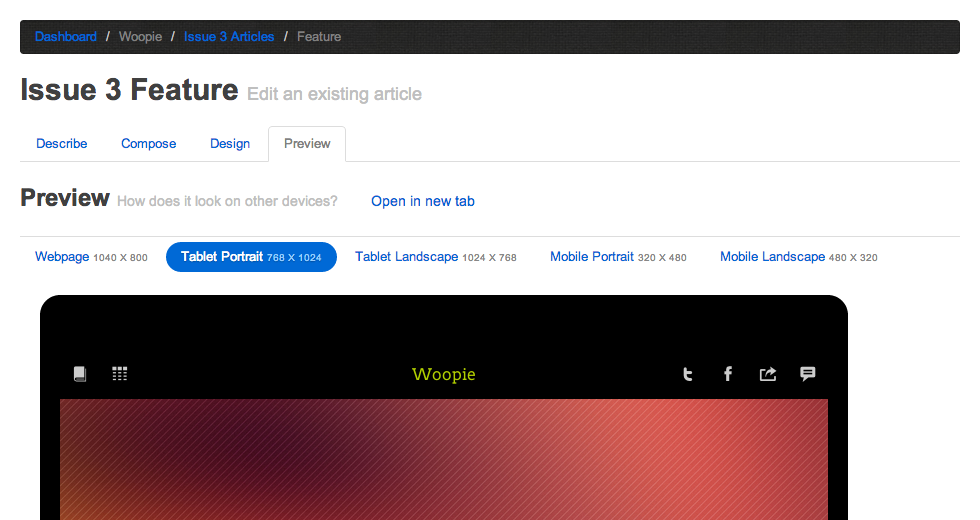 Dashboard / Woopie / Issue 3 Articles / Feature
Issue 3 Feature Edit an existing article
Describe Compose Design Preview
Preview How does it look on other devices? Open in new tab
Webpage 1040 X 800 Tablet Portrait 768 X 1024 Tablet Landscape 1024 X 768 Mobile Portrait 320 X 480 Mobile Landscape 480 X 320
Woopie